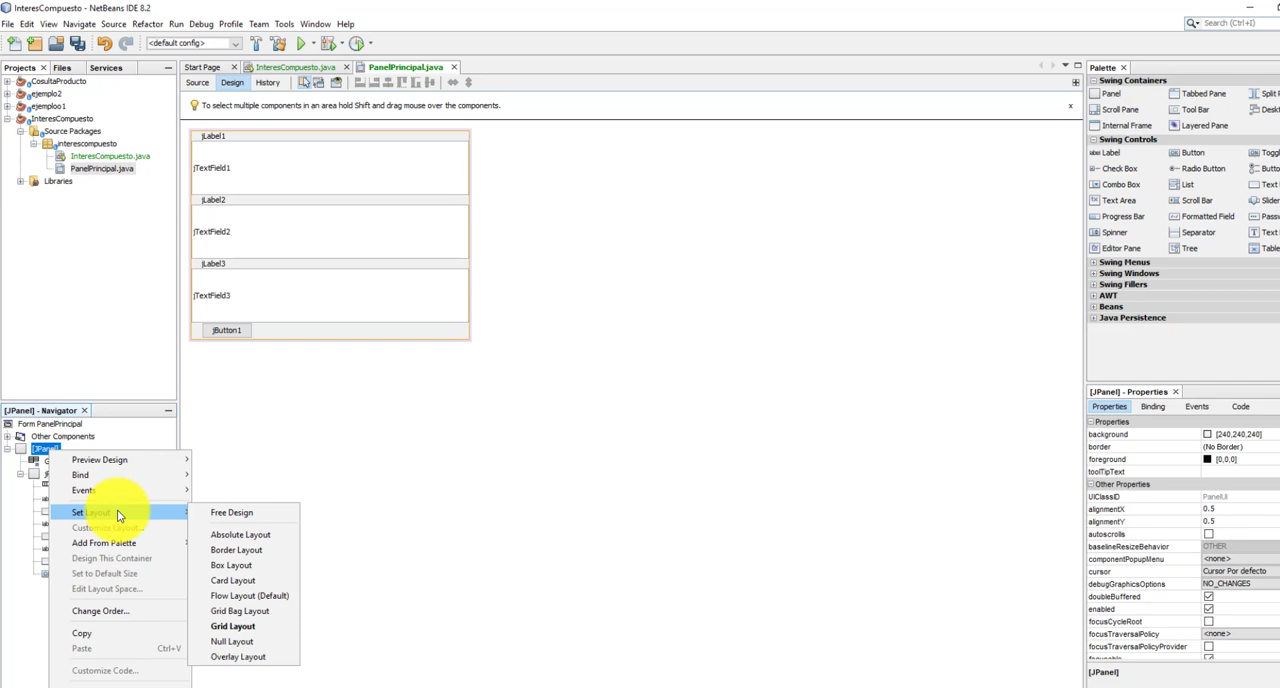 InteresCompuesto - NetBeans IDE 8.2
File Edit View Navigate Source Refactor Run Debug Profile Team Tools Window Help
Search (Ctrl+I)
<default config>
Projects Files Services
CosultaProducto
ejemplo2
ejemploo1
InteresCompuesto
Source Packages
interescompuesto
InteresCompuesto.java
PanelPrincipal.java
Libraries
Start Page InteresCompuesto.java PanelPrincipal.java
Source Design History
To select multiple components in an area hold Shift and drag mouse over the components.
x
jLabel1
jTextField1
jLabel2
jTextField2
jLabel3
jTextField3
jButton1
Palette
Swing Containers
Panel Tabbed Pane Split
Scroll Pane Tool Bar
Internal Frame Layered Pane
Swing Controls
Label Button
Check Box Radio Button
Combo Box List Text
Text Area Scroll Bar
Progress Bar Formatted Field
Spinner Separator Text
Editor Pane Tree
Swing Menus
Swing Windows
Swing Fillers
AWT
Beans
Java Persistence
[JPanel] - Navigator
Form PanelPrincipal
Other Components
[JPanel]
Preview Design
Bind
Events
Set Layout
Customize Layout...
Add From Palette
Design This Container
Set to Default Size
Edit Layout Space...
Change Order...
Copy
Paste Ctrl+V
Customize Code...
Free Design
Absolute Layout
Border Layout
Box Layout
Card Layout
Flow Layout (Default)
Grid Bag Layout
Grid Layout
Null Layout
Overlay Layout
[JPanel] - Properties
Properties Binding Events Code
Properties
background [240,240,240]
border (No Border)
foreground [0,0,0]
toolTipText
Other Properties
UIClassID PanelUI
alignmentX 0.5
alignmentY 0.5
autoscrolls
baselineResizeBehavior OTHER
componentPopupMenu <none>
cursor Cursor Por defecto
debugGraphicsOptions NO_CHANGES
doubleBuffered
enabled
focusCycleRoot
focusTraversalPolicy <none>
focusTraversalPolicyProvider
[JPanel]